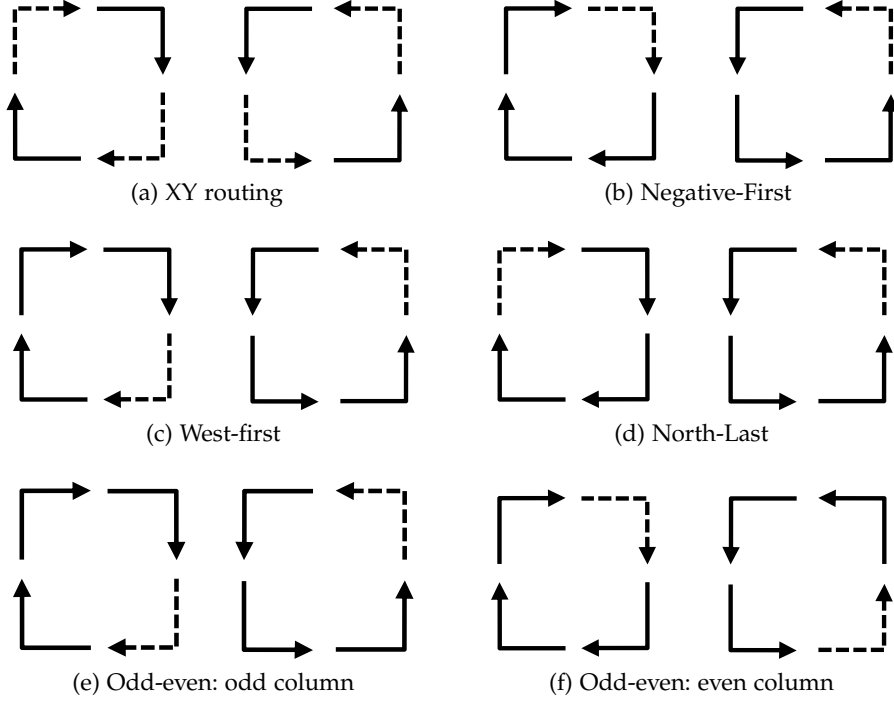 (a) XY routing
(b) Negative-First
(c) West-first
(d) North-Last
(e) Odd-even: odd column
(f) Odd-even: even column